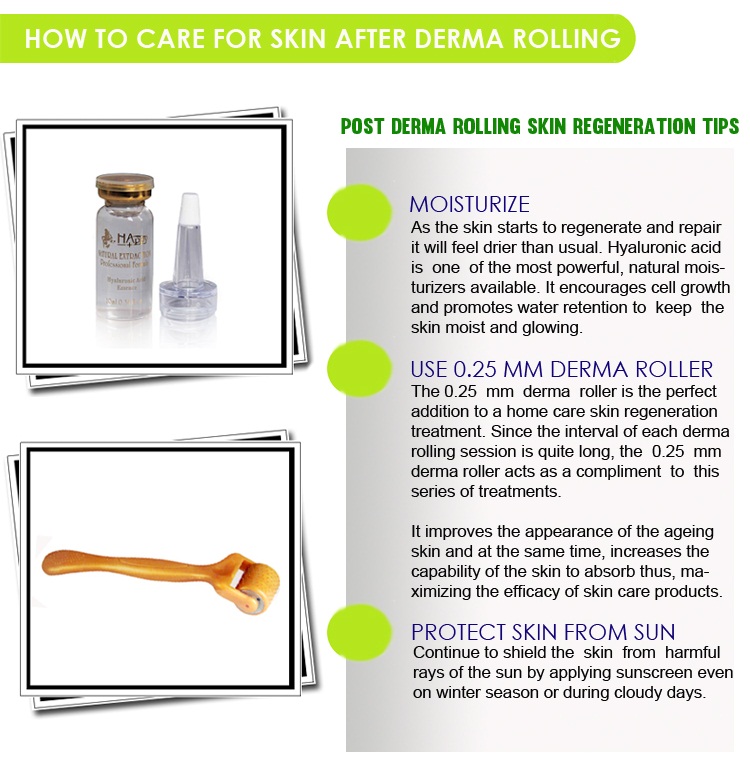 HOW TO CARE FOR SKIN AFTER DERMA ROLLING
POST DERMA ROLLING SKIN REGENERATION TIPS
HA
NATURAL EXTRACTION
Professional Formula
Hyaluronic Acid
Essence
MOISTURIZE
As the skin starts to regenerate and repair
it will feel drier than usual. Hyaluronic acid
is one of the most powerful, natural mois-
turizers available. It encourages cell growth
and promotes water retention to keep the
skin moist and glowing.
USE 0.25 MM DERMA ROLLER
The 0.25 mm derma roller is the perfect
addition to a home care skin regeneration
treatment. Since the interval of each derma
rolling session is quite long, the 0.25 mm
derma roller acts as a compliment to this
series of treatments.
It improves the appearance of the ageing
skin and at the same time, increases the
capability of the skin to absorb thus, ma-
ximizing the efficacy of skin care products.
PROTECT SKIN FROM SUN
Continue to shield the skin from harmful
rays of the sun by applying sunscreen even
on winter season or during cloudy days.